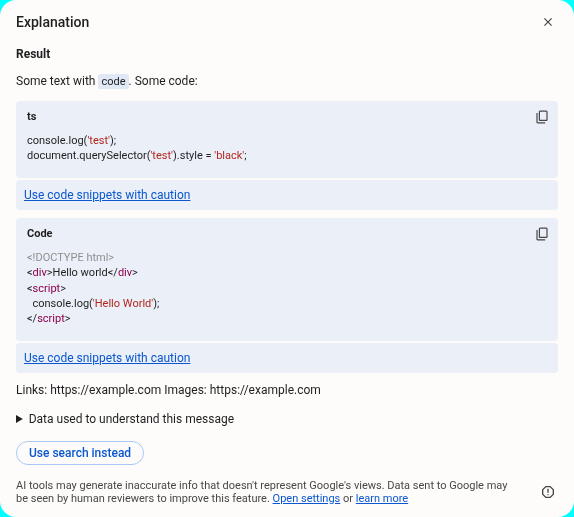 Explanation
Result
Some text with code. Some code:
ts
console.log('test');
document.querySelector('test').style = 'black';
Use code snippets with caution
Code
<!DOCTYPE html>
<div>Hello world</div>
<script>
  console.log('Hello World');
</script>
Use code snippets with caution
Links: https://example.com Images: https://example.com
Data used to understand this message
Use search instead
AI tools may generate inaccurate info that doesn't represent Google's views. Data sent to Google may
be seen by human reviewers to improve this feature. Open settings or learn more